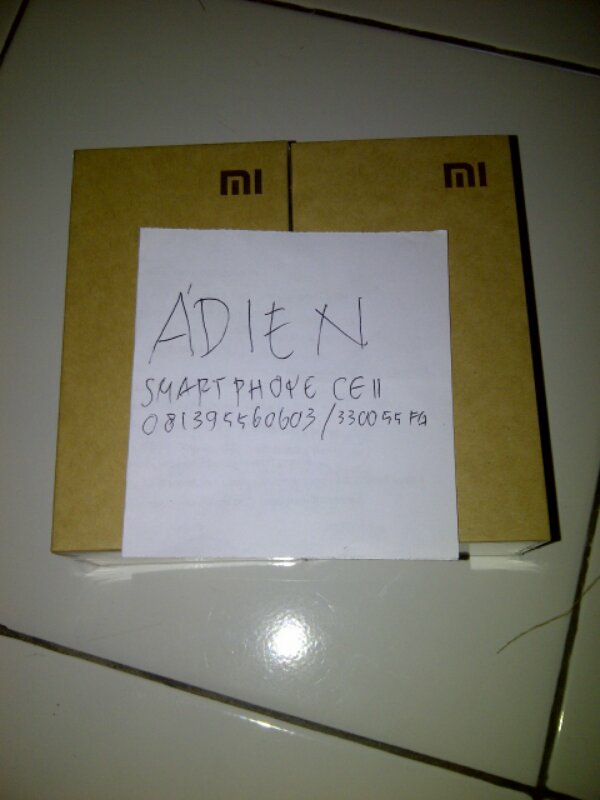 mI
mI
ADIEN
SMARTPHONE CEll
081395560603/330055FA